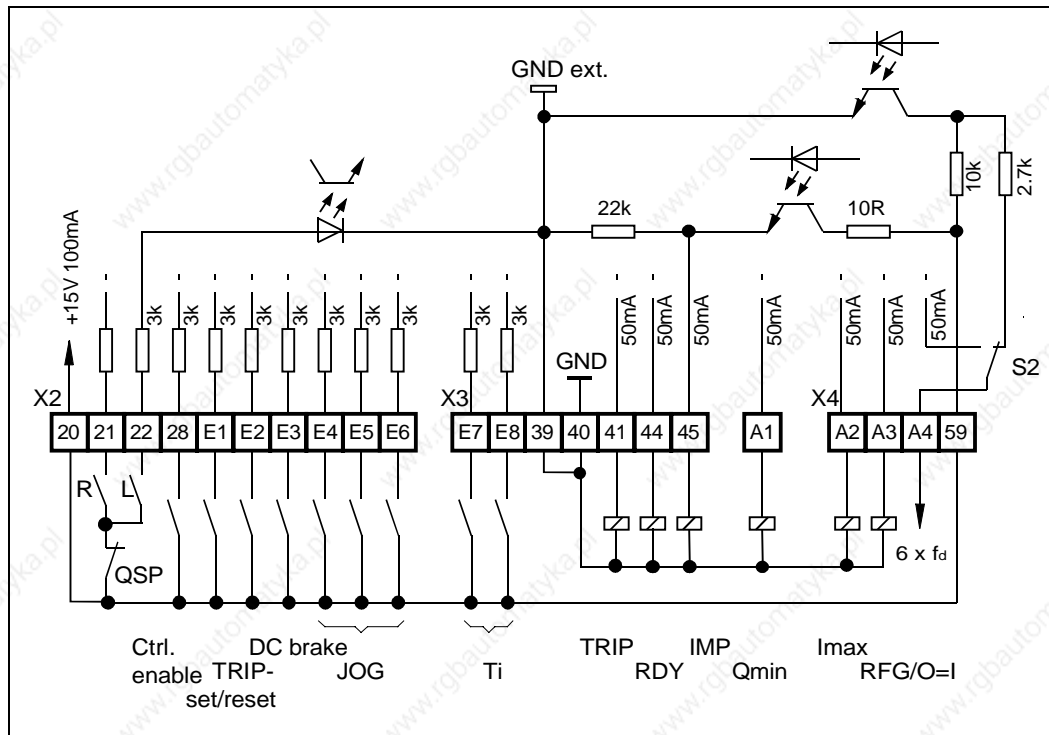 GND ext.
10k
2.7k
22k
10R
+15V 100mA
3k
3k
3k
3k
3k
3k
3k
3k
3k
3k
50mA
50mA
50mA
50mA
50mA
50mA
50mA
GND
S2
X2
X3
X4
20 21 22 28 E1 E2 E3 E4 E5 E6
E7 E8 39 40 41 44 45
A1
A2 A3 A4 59
R
L
QSP
6 x fd
Ctrl. DC brake TRIP IMP Imax
enable TRIP- JOG Ti RDY Qmin RFG/O=I
set/reset
www.rgbautomatyka.pl